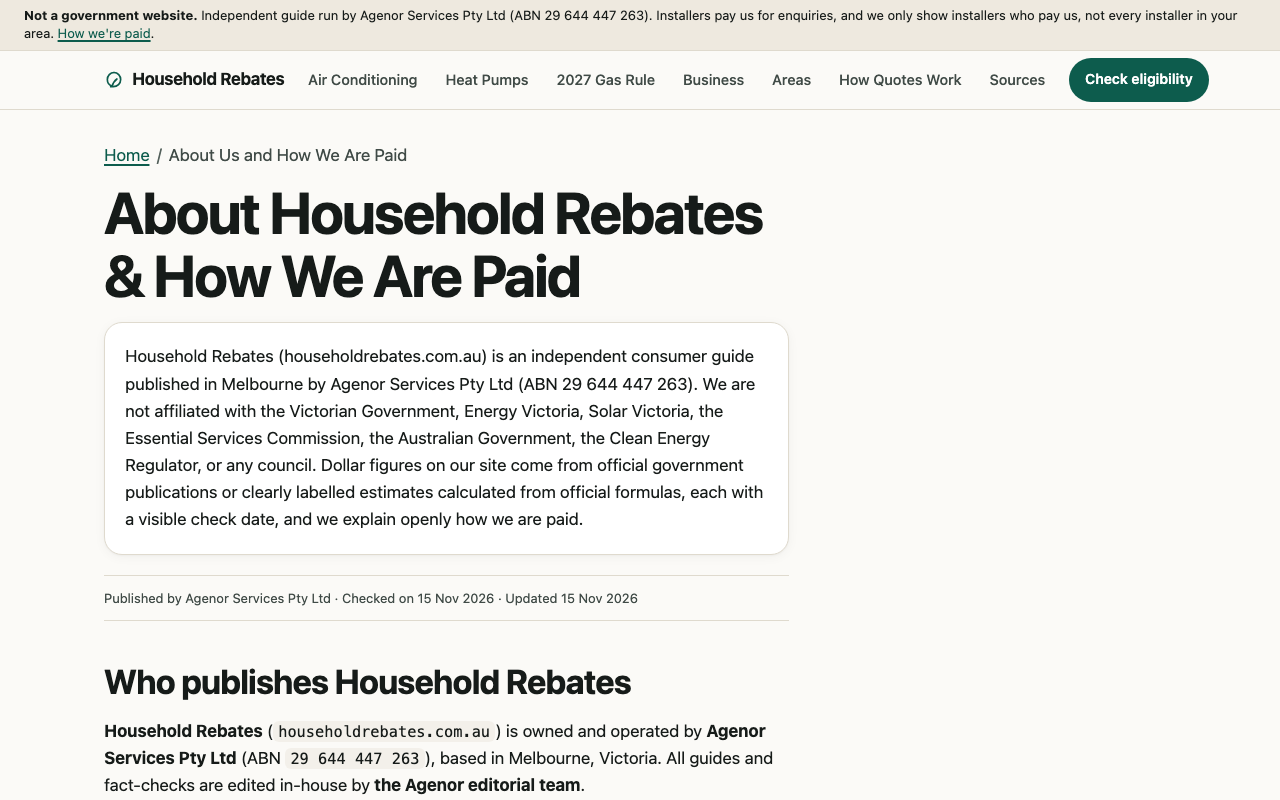 Not a government website. Independent guide run by Agenor Services Pty Ltd (ABN 29 644 447 263). Installers pay us for enquiries, and we only show installers who pay us, not every installer in your
area. How we're paid.
Household Rebates Air Conditioning Heat Pumps 2027 Gas Rule Business Areas How Quotes Work Sources Check eligibility
Home / About Us and How We Are Paid
About Household Rebates
& How We Are Paid
Household Rebates (householdrebates.com.au) is an independent consumer guide
published in Melbourne by Agenor Services Pty Ltd (ABN 29 644 447 263). We are
not affiliated with the Victorian Government, Energy Victoria, Solar Victoria, the
Essential Services Commission, the Australian Government, the Clean Energy
Regulator, or any council. Dollar figures on our site come from official government
publications or clearly labelled estimates calculated from official formulas, each with
a visible check date, and we explain openly how we are paid.
Published by Agenor Services Pty Ltd · Checked on 15 Nov 2026 · Updated 15 Nov 2026
Who publishes Household Rebates
Household Rebates (householdrebates.com.au) is owned and operated by Agenor
Services Pty Ltd (ABN 29 644 447 263), based in Melbourne, Victoria. All guides and
fact-checks are edited in-house by the Agenor editorial team.